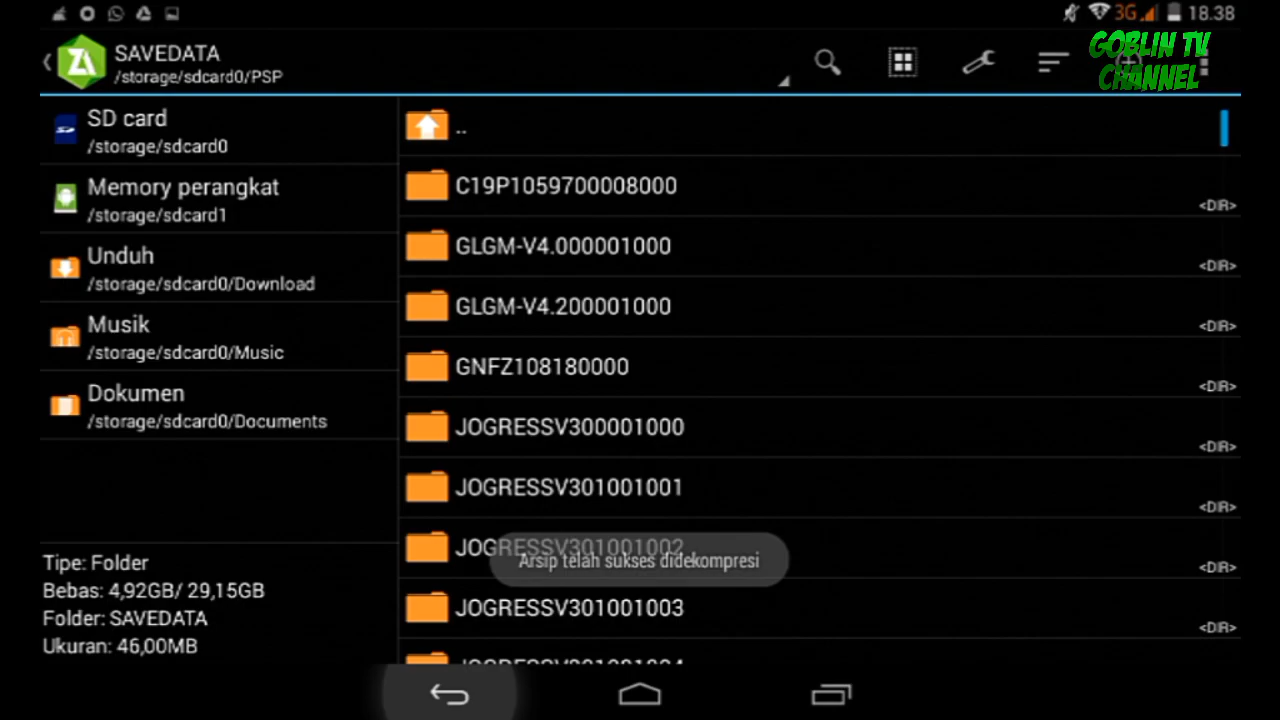 3G 18.38
GOBLIN TV
CHANNEL
SAVEDATA
/storage/sdcard0/PSP
SD card
/storage/sdcard0
Memory perangkat
/storage/sdcard1
Unduh
/storage/sdcard0/Download
Musik
/storage/sdcard0/Music
Dokumen
/storage/sdcard0/Documents
Tipe: Folder
Bebas: 4,92GB/ 29,15GB
Folder: SAVEDATA
Ukuran: 46,00MB
..
C19P1059700008000
<DIR>
GLGM-V4.000001000
<DIR>
GLGM-V4.200001000
<DIR>
GNFZ108180000
<DIR>
JOGRESSV300001000
<DIR>
JOGRESSV301001001
<DIR>
JOGRESSV301001002
<DIR>
Arsip telah sukses didekompresi
JOGRESSV301001003
<DIR>